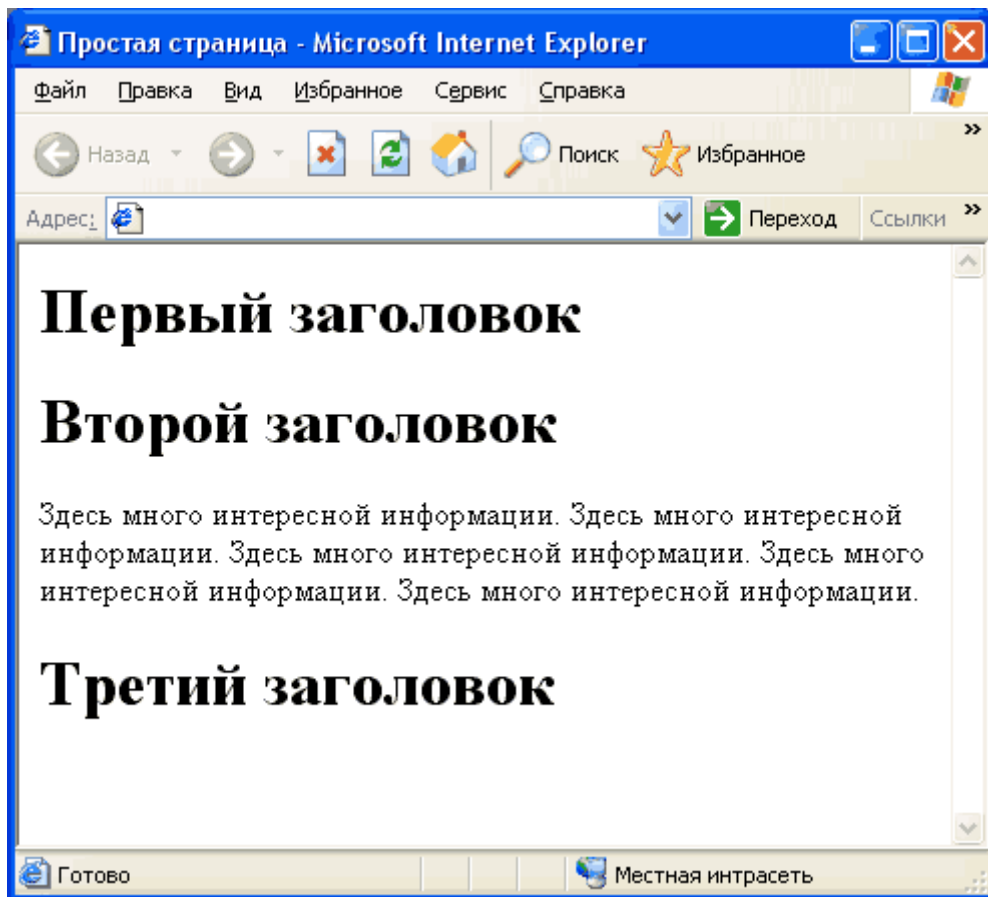 Простая страница - Microsoft Internet Explorer
Файл Правка Вид Избранное Сервис Справка
Назад Поиск Избранное »
Адрес: Переход Ссылки »
Первый заголовок
Второй заголовок
Здесь много интересной информации. Здесь много интересной
информации. Здесь много интересной информации. Здесь много
интересной информации. Здесь много интересной информации.
Третий заголовок
Готово Местная интрасеть